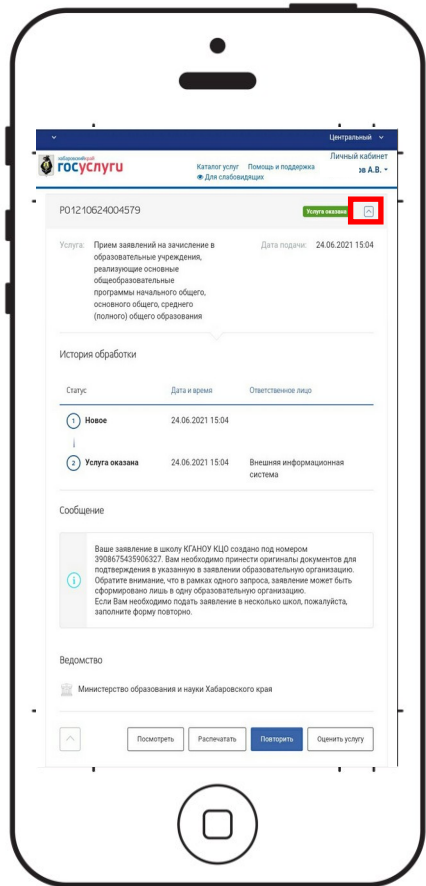 Центральный
хабаровский край
Личный кабинет
госуслуги
Каталог услуг Помощь и поддержка
зв А.В.
Для слабовидящих
P01210624004579
Услуга оказана
Услуга: Прием заявлений на зачисление в
Дата подачи: 24.06.2021 15:04
образовательные учреждения,
реализующие основные
общеобразовательные
программы начального общего,
основного общего, среднего
(полного) общего образования
История обработки
Статус Дата и время Ответственное лицо
1 Новое 24.06.2021 15:04
2 Услуга оказана 24.06.2021 15:04 Внешняя информационная
система
Сообщение
Ваше заявление в школу КГАНОУ КЦО создано под номером
3908675435906327. Вам необходимо принести оригиналы документов для
подтверждения в указанную в заявлении образовательную организацию.
Обратите внимание, что в рамках одного запроса, заявление может быть
сформировано лишь в одну образовательную организацию.
Если Вам необходимо подать заявление в несколько школ, пожалуйста,
заполните форму повторно.
Ведомство
Министерство образования и науки Хабаровского края
Посмотреть Распечатать Повторить Оценить услугу